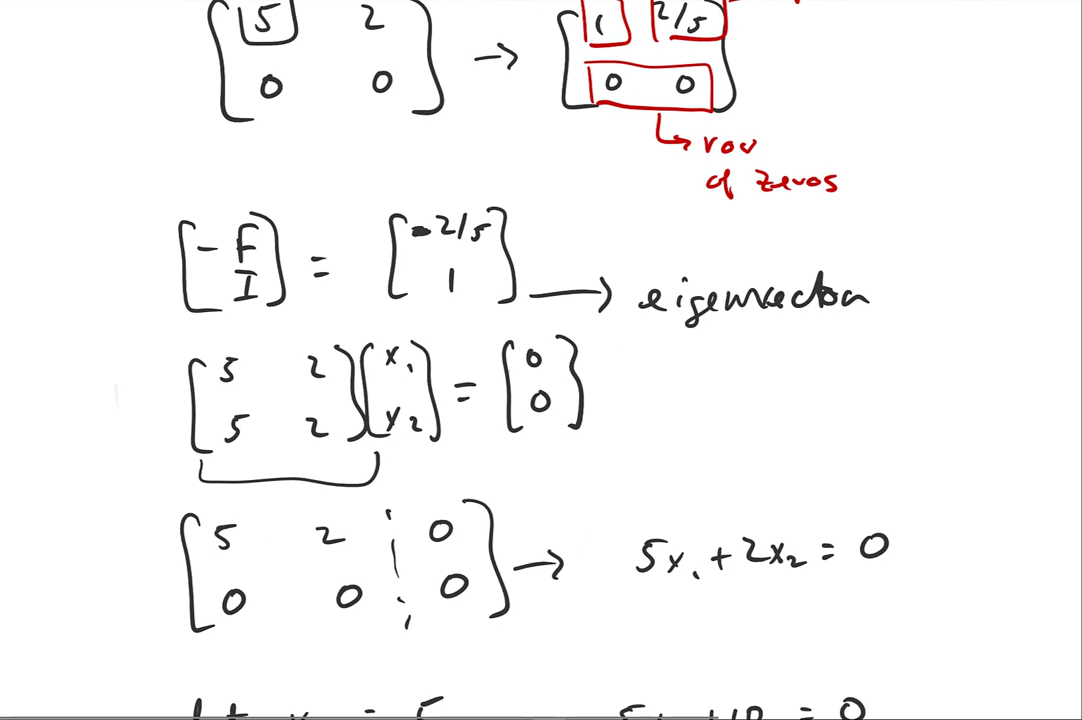 [5 2] → [1 2/5]
[0 0] [0 0]
row
of zeros
[-F] = [-2/5]
[I] [1] → eigenvector
[5 2][x₁] = [0]
[5 2][x₂] [0]
[5 2 ¦ 0]
[0 0 ¦ 0] → 5x₁ + 2x₂ = 0